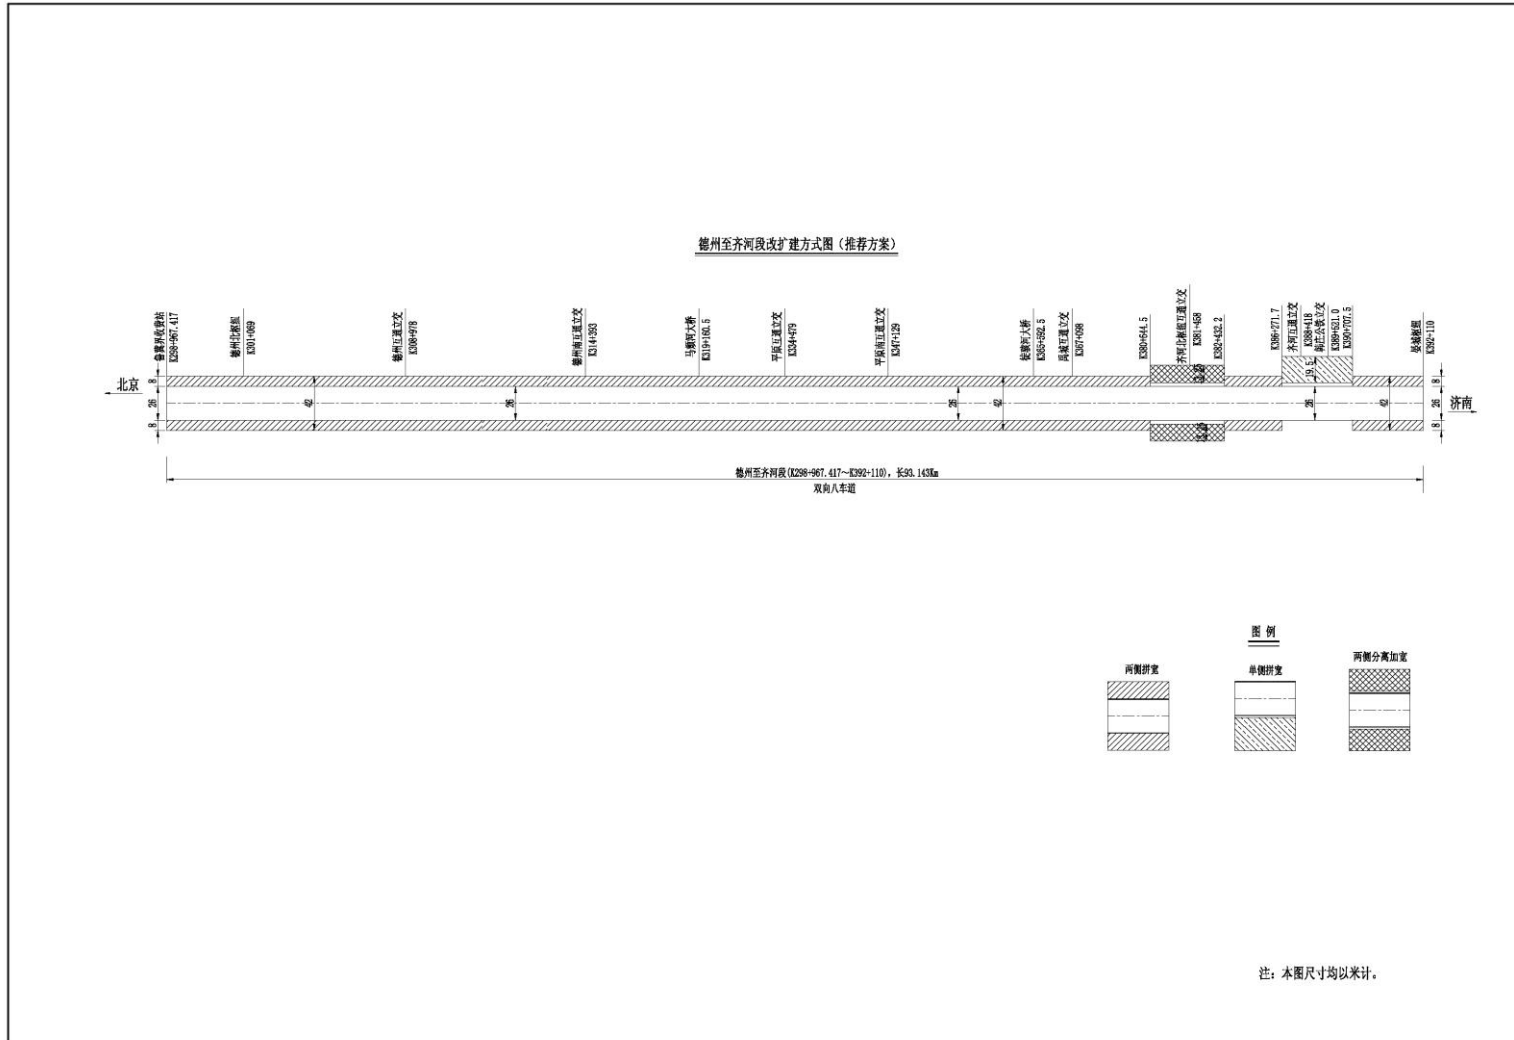 德州至齐河段改扩建方式图(推荐方案)
鲁冀界收费站
K298+967.417
德州北枢纽
K301+069
德州互通立交
K308+978
德州南互通立交
K314+393
马颊河大桥
K319+160.5
平原互通立交
K334+479
平原南互通立交
K347+129
K365+592.5
禹城互通立交
K367+098
K380+644.5
齐河北枢纽互通立交
K381+458
K382+432.2
K386+271.7
齐河互通立交
K388+418
K389+621.0
K390+707.5
晏城枢纽
K392+110
北京
8
26
8
42
26
26
42
19.5
26
42
8
26
8
济南
德州至齐河段(K298+967.417~K392+110),长93.143Km
双向八车道
图 例
两侧拼宽
单侧拼宽
两侧分离加宽
注:本图尺寸均以米计。